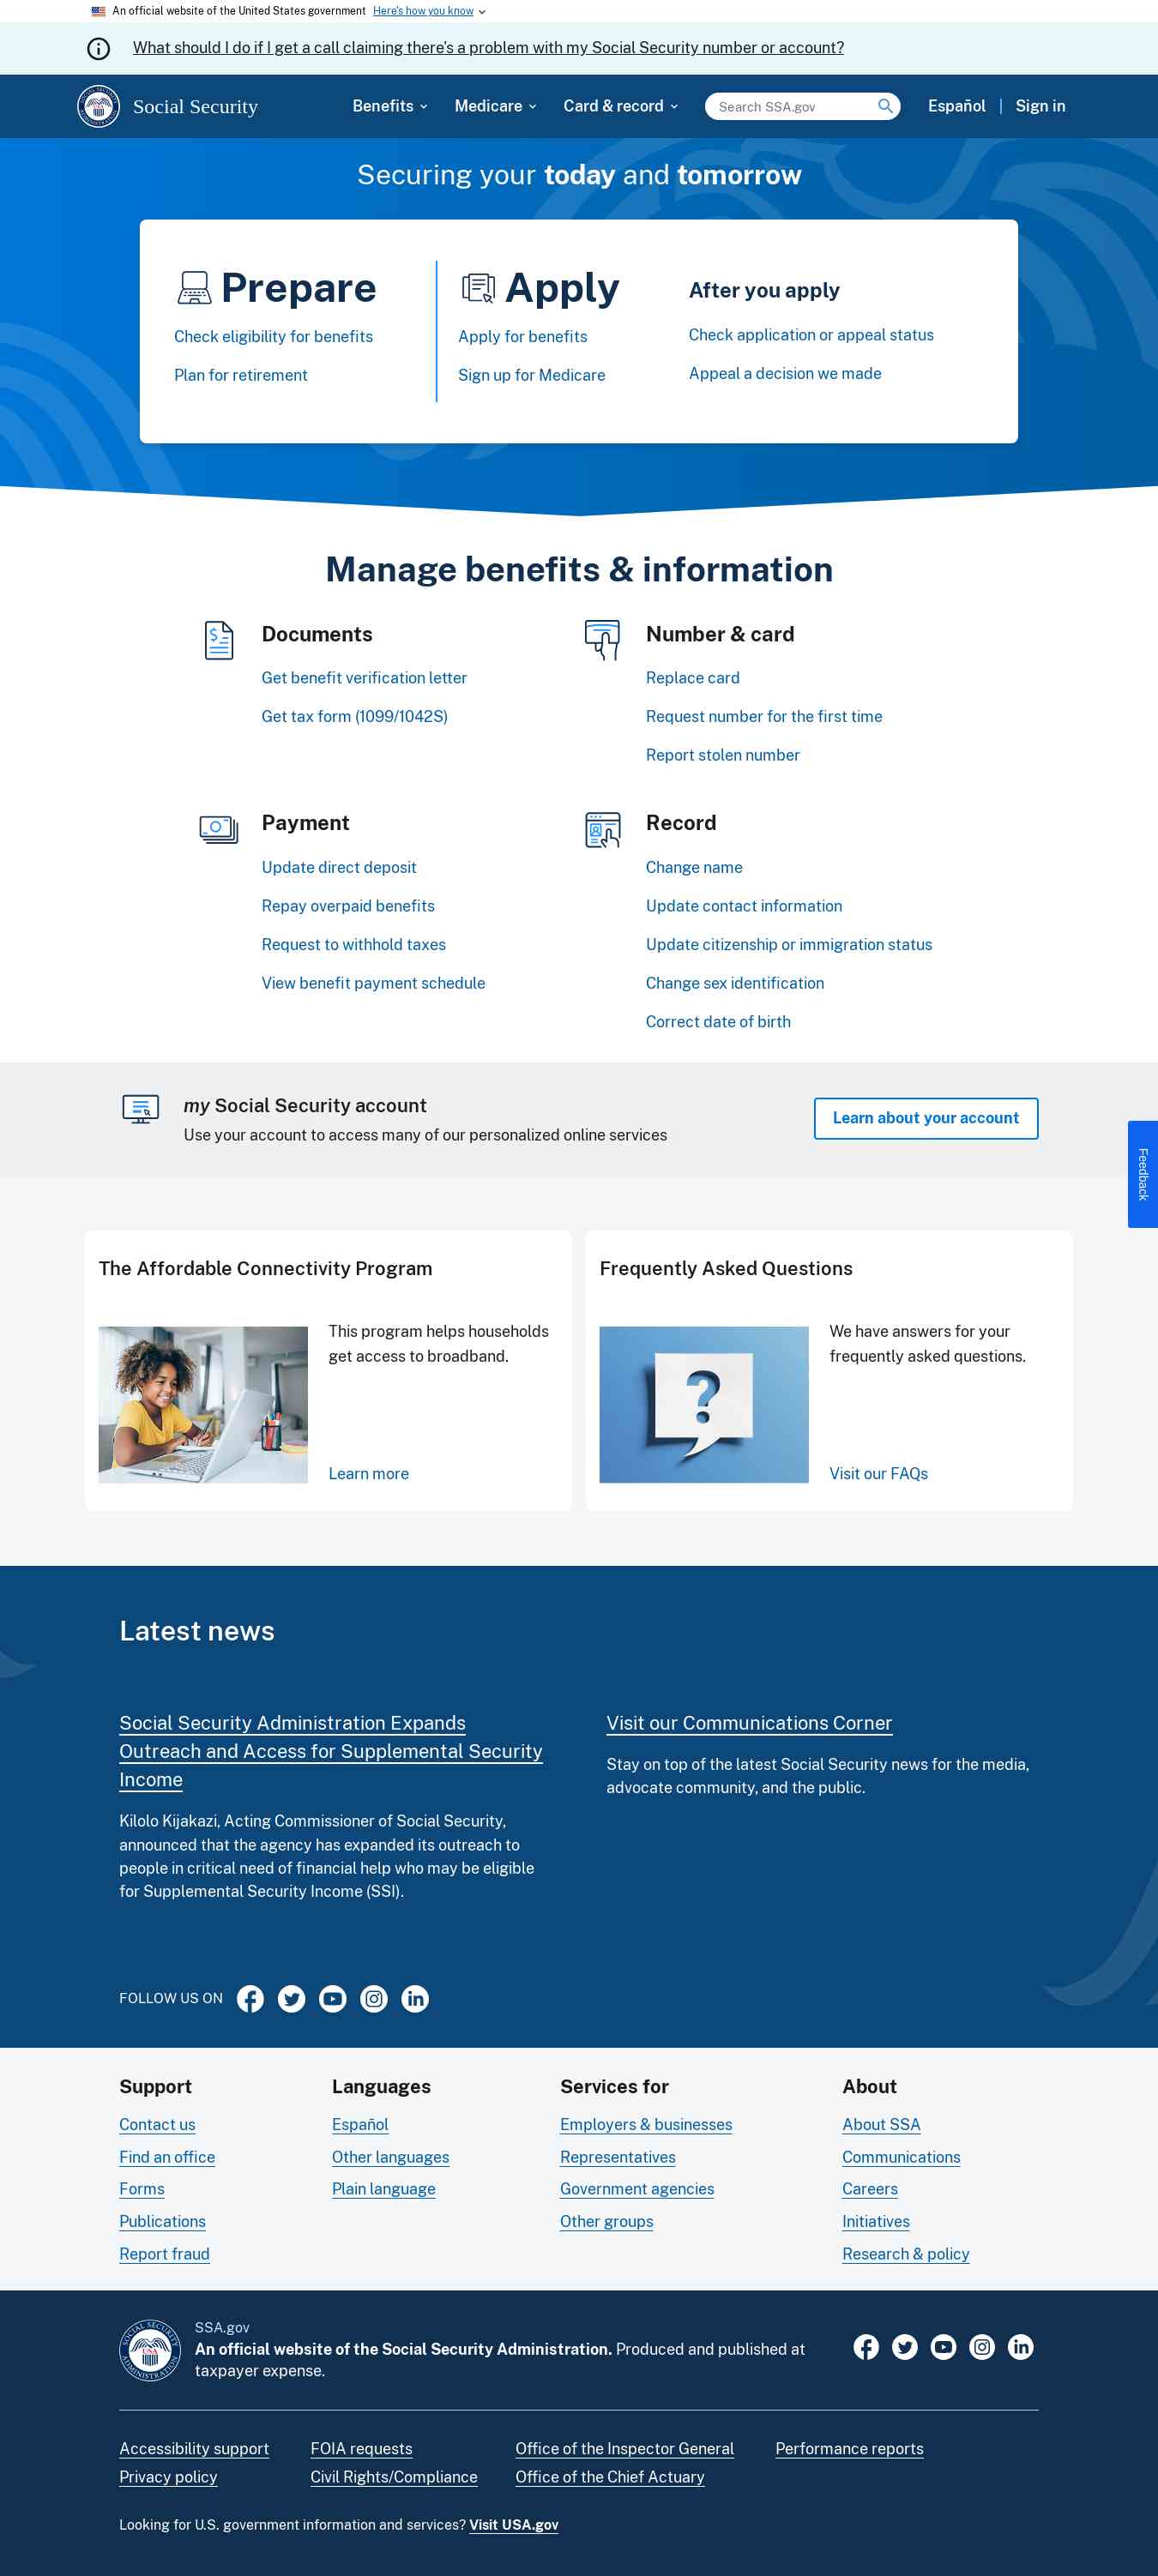 An official website of the United States government Here's how you know
What should I do if I get a call claiming there's a problem with my Social Security number or account?
Social Security
Benefits
Medicare
Card & record
Search SSA.gov
Español
Sign in
Securing your today and tomorrow
Prepare
Check eligibility for benefits
Plan for retirement
Apply
Apply for benefits
Sign up for Medicare
After you apply
Check application or appeal status
Appeal a decision we made
Manage benefits & information
Documents
Get benefit verification letter
Get tax form (1099/1042S)
Number & card
Replace card
Request number for the first time
Report stolen number
Payment
Update direct deposit
Repay overpaid benefits
Request to withhold taxes
View benefit payment schedule
Record
Change name
Update contact information
Update citizenship or immigration status
Change sex identification
Correct date of birth
my Social Security account
Use your account to access many of our personalized online services
Learn about your account
Feedback
The Affordable Connectivity Program
This program helps households
get access to broadband.
Learn more
Frequently Asked Questions
?
We have answers for your
frequently asked questions.
Visit our FAQs
Latest news
Social Security Administration Expands
Outreach and Access for Supplemental Security
Income
Kilolo Kijakazi, Acting Commissioner of Social Security,
announced that the agency has expanded its outreach to
people in critical need of financial help who may be eligible
for Supplemental Security Income (SSI).
Visit our Communications Corner
Stay on top of the latest Social Security news for the media,
advocate community, and the public.
FOLLOW US ON
Support
Contact us
Find an office
Forms
Publications
Report fraud
Languages
Español
Other languages
Plain language
Services for
Employers & businesses
Representatives
Government agencies
Other groups
About
About SSA
Communications
Careers
Initiatives
Research & policy
SOCIAL SECURITY
USA
ADMINISTRATION
SSA.gov
An official website of the Social Security Administration. Produced and published at
taxpayer expense.
Accessibility support
FOIA requests
Office of the Inspector General
Performance reports
Privacy policy
Civil Rights/Compliance
Office of the Chief Actuary
Looking for U.S. government information and services? Visit USA.gov